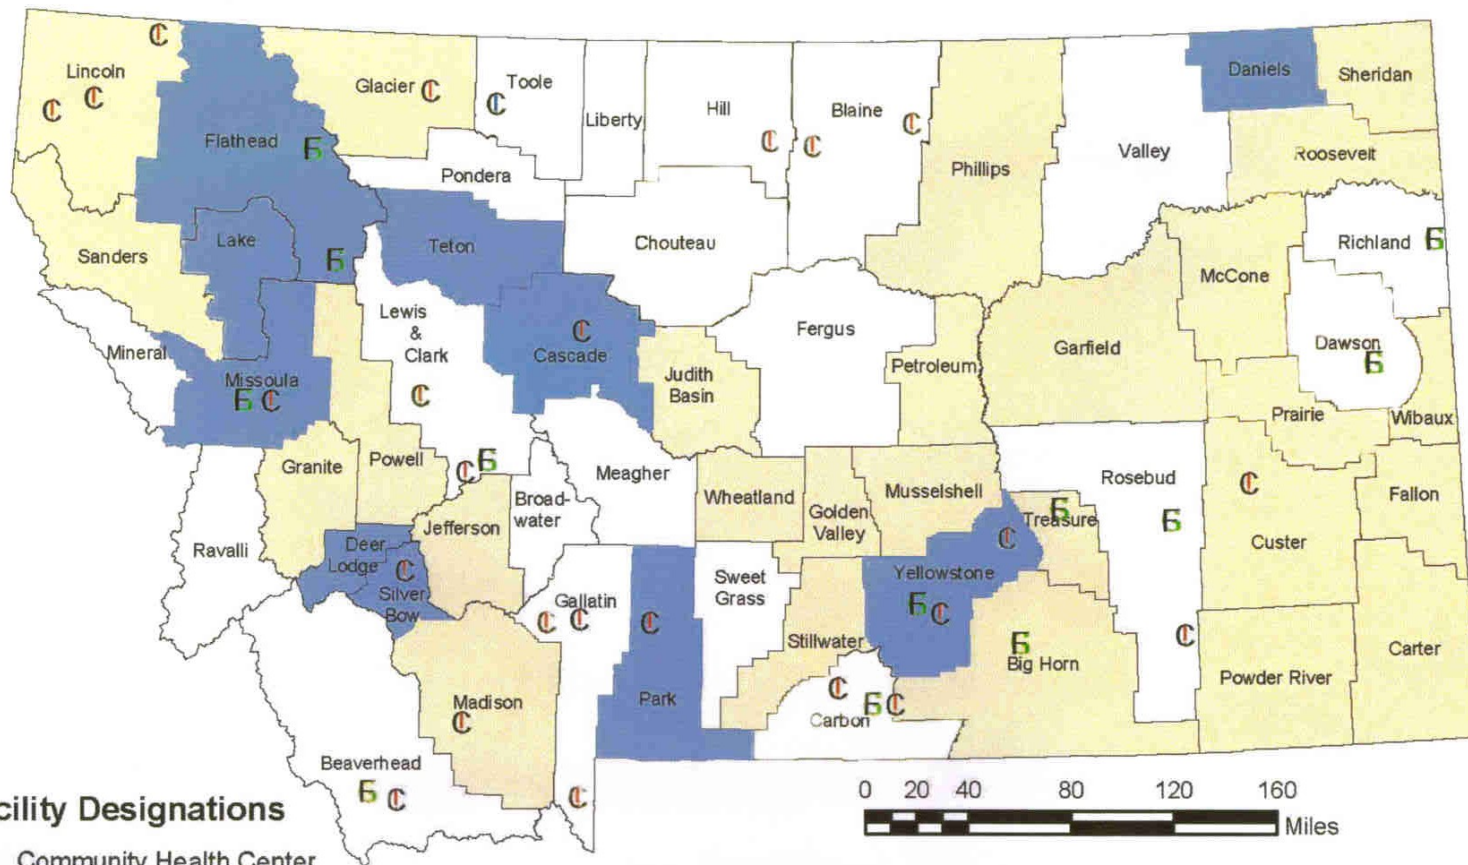 Lincoln
Glacier
Toole
Liberty
Hill
Blaine
Phillips
Valley
Daniels
Sheridan
Roosevelt
Flathead
Pondera
Sanders
Lake
Teton
Chouteau
McCone
Richland
Mineral
Missoula
Lewis
&
Clark
Cascade
Judith
Basin
Fergus
Petroleum
Garfield
Dawson
Prairie
Wibaux
Granite
Powell
Jefferson
Broad-
water
Meagher
Wheatland
Golden
Valley
Musselshell
Treasure
Rosebud
Custer
Fallon
Ravalli
Deer
Lodge
Silver
Bow
Gallatin
Park
Sweet
Grass
Stillwater
Yellowstone
Big Horn
Carbon
Powder River
Carter
Madison
Beaverhead
0 20 40 80 120 160
Miles
cility Designations
Community Health Center